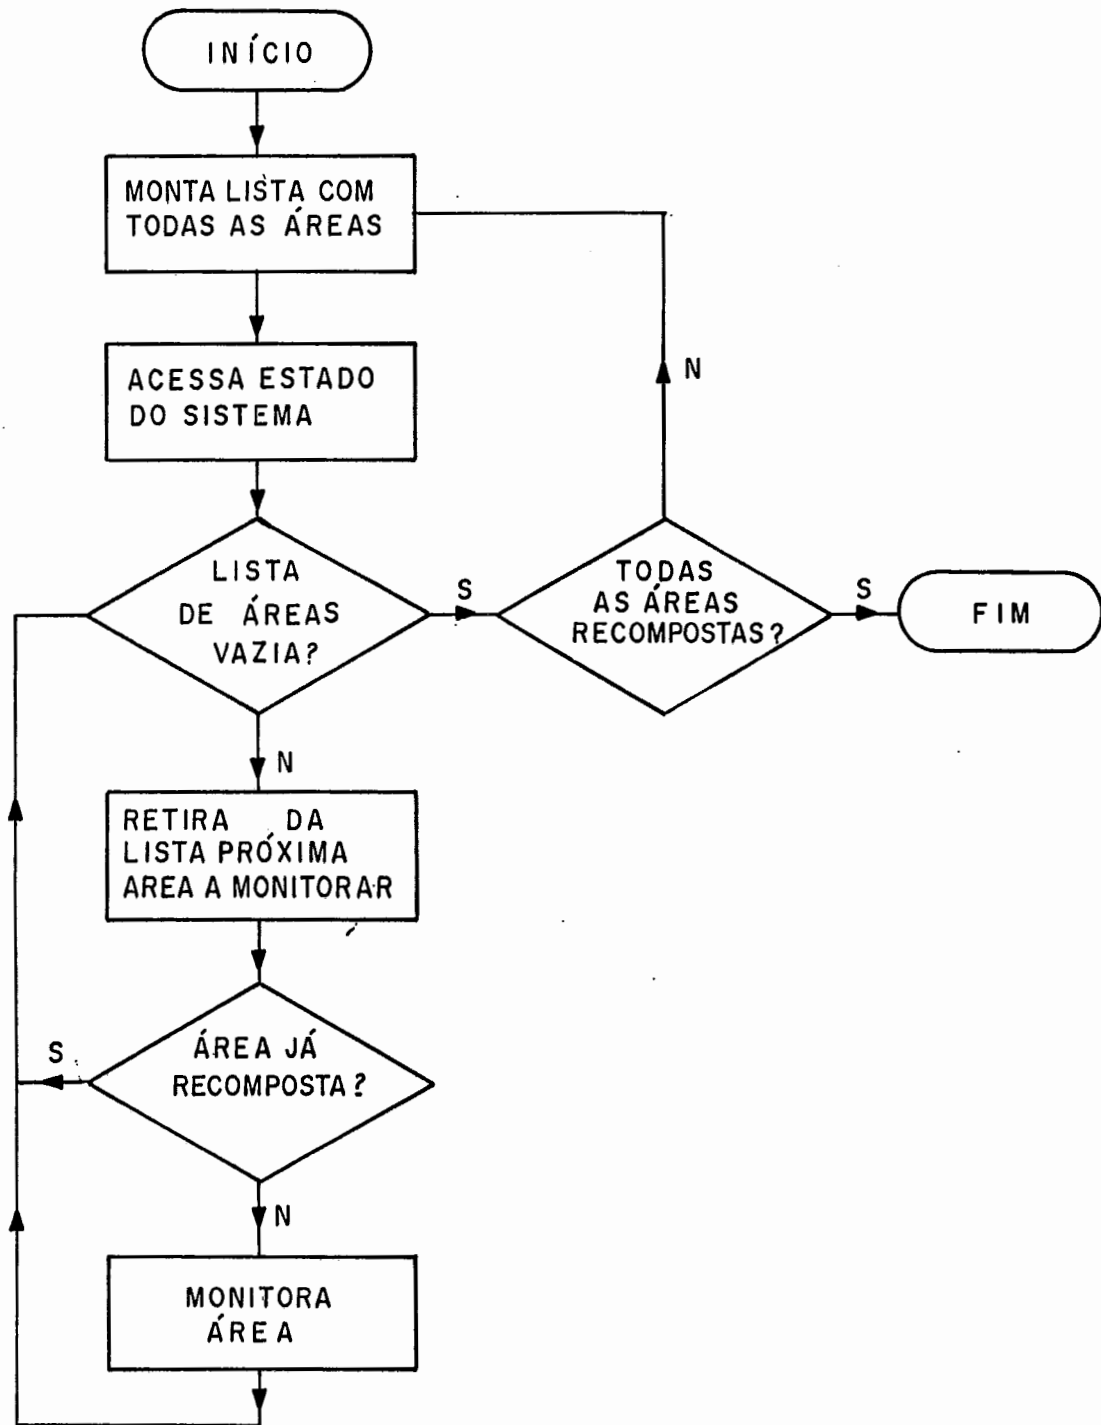 INÍCIO
MONTA LISTA COM
TODAS AS ÁREAS
ACESSA ESTADO
DO SISTEMA
N
LISTA
DE ÁREAS
VAZIA?
S
TODAS
AS ÁREAS
RECOMPOSTAS?
S
FIM
N
RETIRA DA
LISTA PRÓXIMA
AREA A MONITORAR
ÁREA JÁ
RECOMPOSTA?
S
N
MONITORA
ÁREA